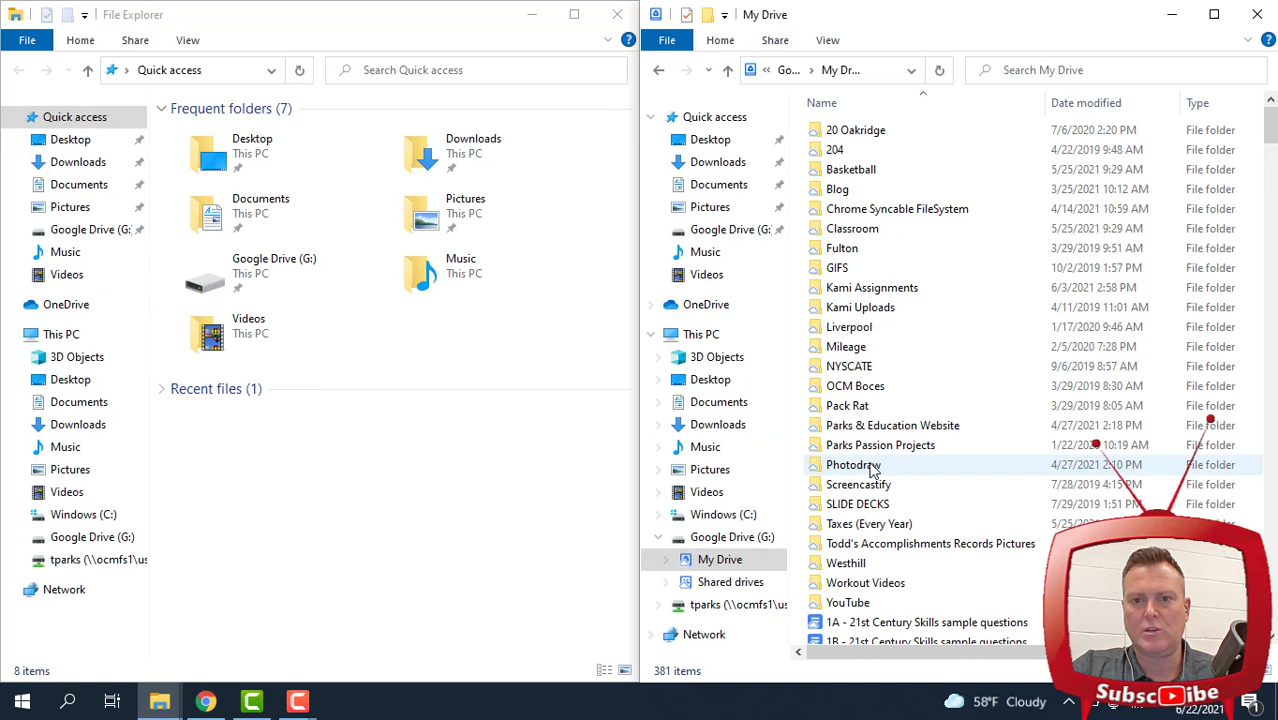 File Explorer
My Drive
File Home Share View
File Home Share View
Quick access
Search Quick access
Go... My Dr...
Search My Drive
Quick access
Desktop
Downloads
Documents
Pictures
Google Drive (G:
Music
Videos
OneDrive
This PC
3D Objects
Desktop
Documents
Downloads
Music
Pictures
Videos
Windows (C:)
Google Drive (G:)
tparks (\\ocmfs1\us
Network
Frequent folders (7)
Desktop
This PC
Downloads
This PC
Documents
This PC
Pictures
This PC
Google Drive (G:)
This PC
Music
This PC
Videos
This PC
Recent files (1)
8 items
Quick access
Desktop
Downloads
Documents
Pictures
Google Drive (G:
Music
Videos
OneDrive
This PC
3D Objects
Desktop
Documents
Downloads
Music
Pictures
Videos
Windows (C:)
Google Drive (G:)
My Drive
Shared drives
tparks (\\ocmfs1\us
Network
Name Date modified Type
20 Oakridge 7/6/2020 2:20 PM File folder
204 4/22/2019 9:48 AM File folder
Basketball 5/25/2021 9:29 AM File folder
Blog 3/25/2021 10:12 AM File folder
Chrome Syncable FileSystem 4/14/2021 10:59 AM File folder
Classroom 5/25/2021 9:29 AM File folder
Fulton 3/29/2019 9:51 AM File folder
GIFS 10/2/2019 1:57 PM File folder
Kami Assignments 6/3/2021 2:58 PM File folder
Kami Uploads 4/11/2019 11:01 AM File folder
Liverpool 1/17/2020 9:46 AM File folder
Mileage 2/5/2020 7:28 PM File folder
NYSCATE 9/6/2019 8:57 AM File folder
OCM Boces 3/29/2019 8:30 AM File folder
Pack Rat 3/29/2019 8:05 AM File folder
Parks & Education Website 4/27/2021 2:18 PM File folder
Parks Passion Projects 10:19 AM File folder
Photodraw 4/27/2021 2:10 PM File folder
Screencastify 7/28/2019 4:15 PM File folder
SLIDE DECKS 7/29/2019 1:51 PM File folder
Taxes (Every Year)
Todd's Accomplishments Records Pictures
Westhill
Workout Videos
YouTube
1A - 21st Century Skills sample questions
1B - 21st Century Skills sample questions
381 items
Subscribe
58°F Cloudy
6/22/2021
1